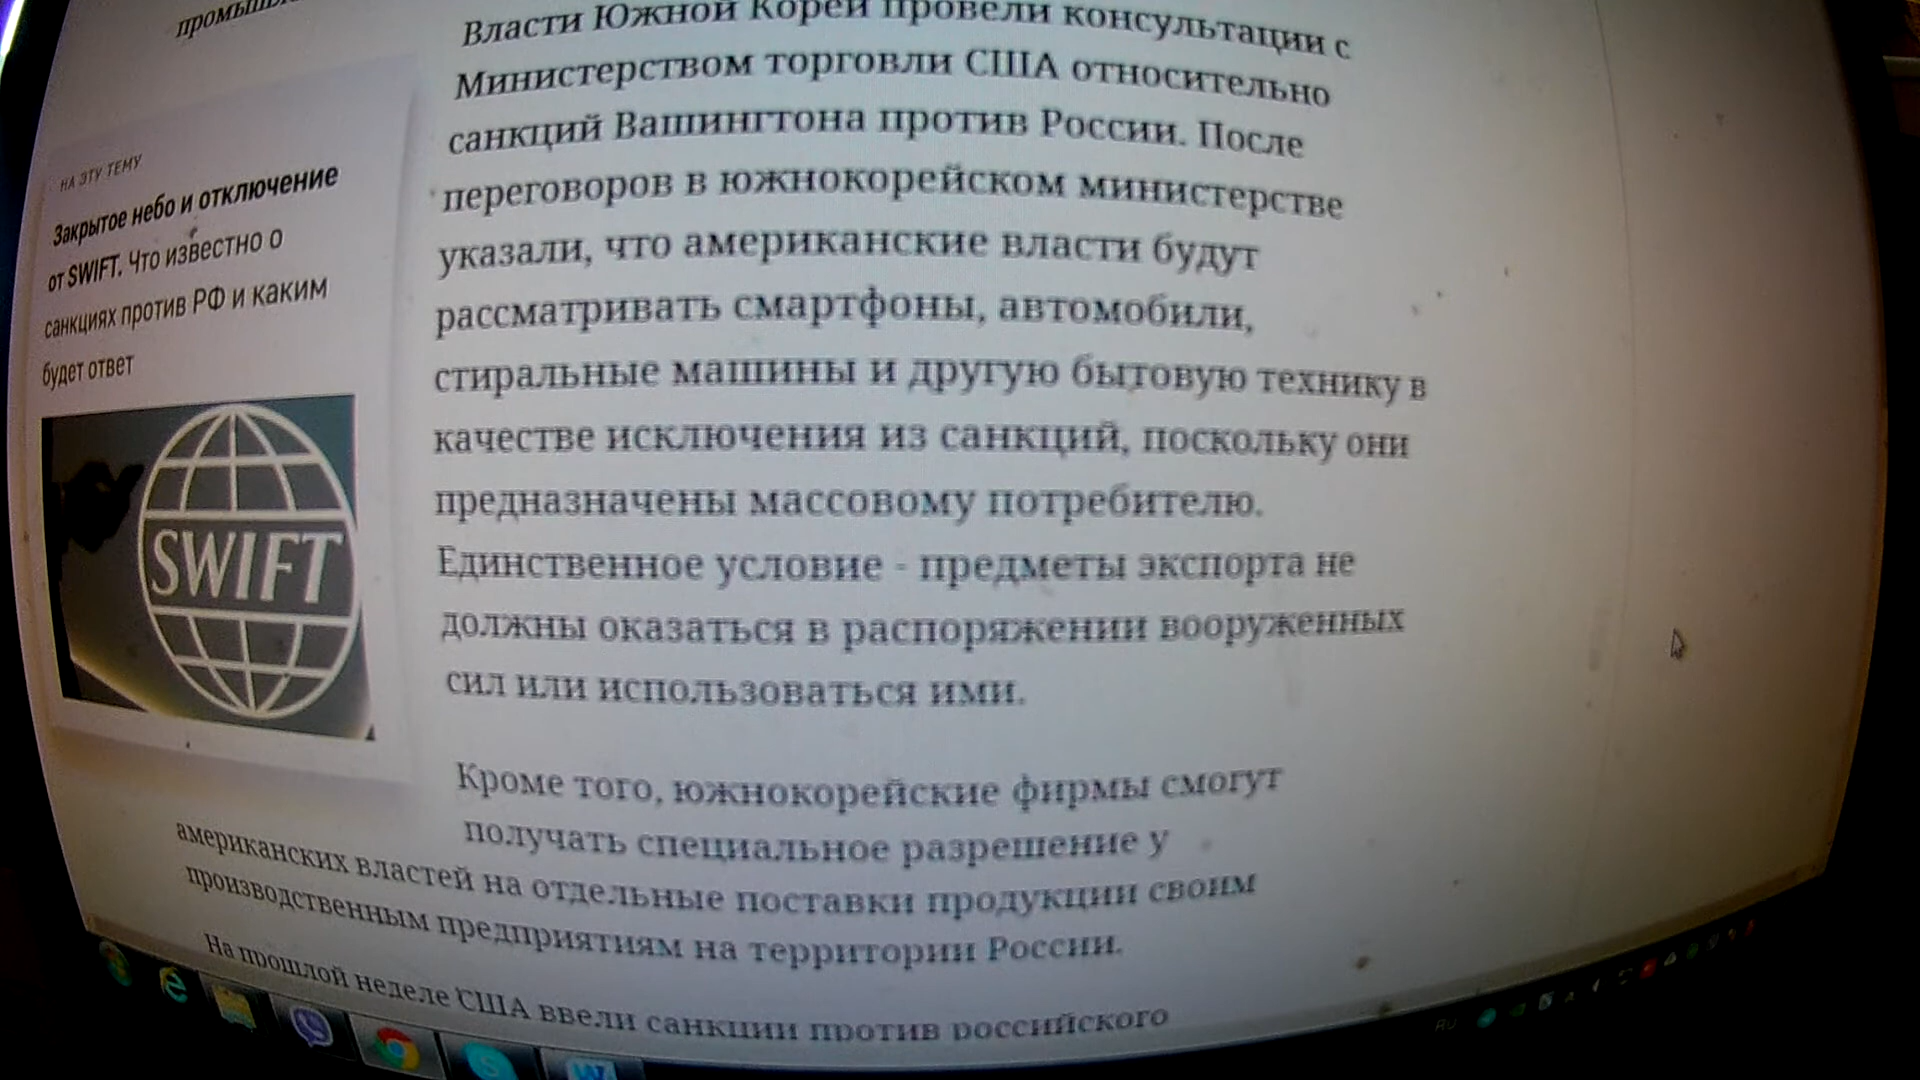 Власти Южной Кореи провели консультации с
Министерством торговли США относительно
санкций Вашингтона против России. После
переговоров в южнокорейском министерстве
указали, что американские власти будут
рассматривать смартфоны, автомобили,
стиральные машины и другую бытовую технику в
качестве исключения из санкций, поскольку они
предназначены массовому потребителю.
Единственное условие - предметы экспорта не
должны оказаться в распоряжении вооруженных
сил или использоваться ими.
НА ЭТУ ТЕМУ
Закрытое небо и отключение
от SWIFT. Что известно о
санкциях против РФ и каким
будет ответ
SWIFT
Кроме того, южнокорейские фирмы смогут
получать специальное разрешение у
американских властей на отдельные поставки продукции своим
производственным предприятиям на территории России.
На прошлой неделе США ввели санкции против российского
RU